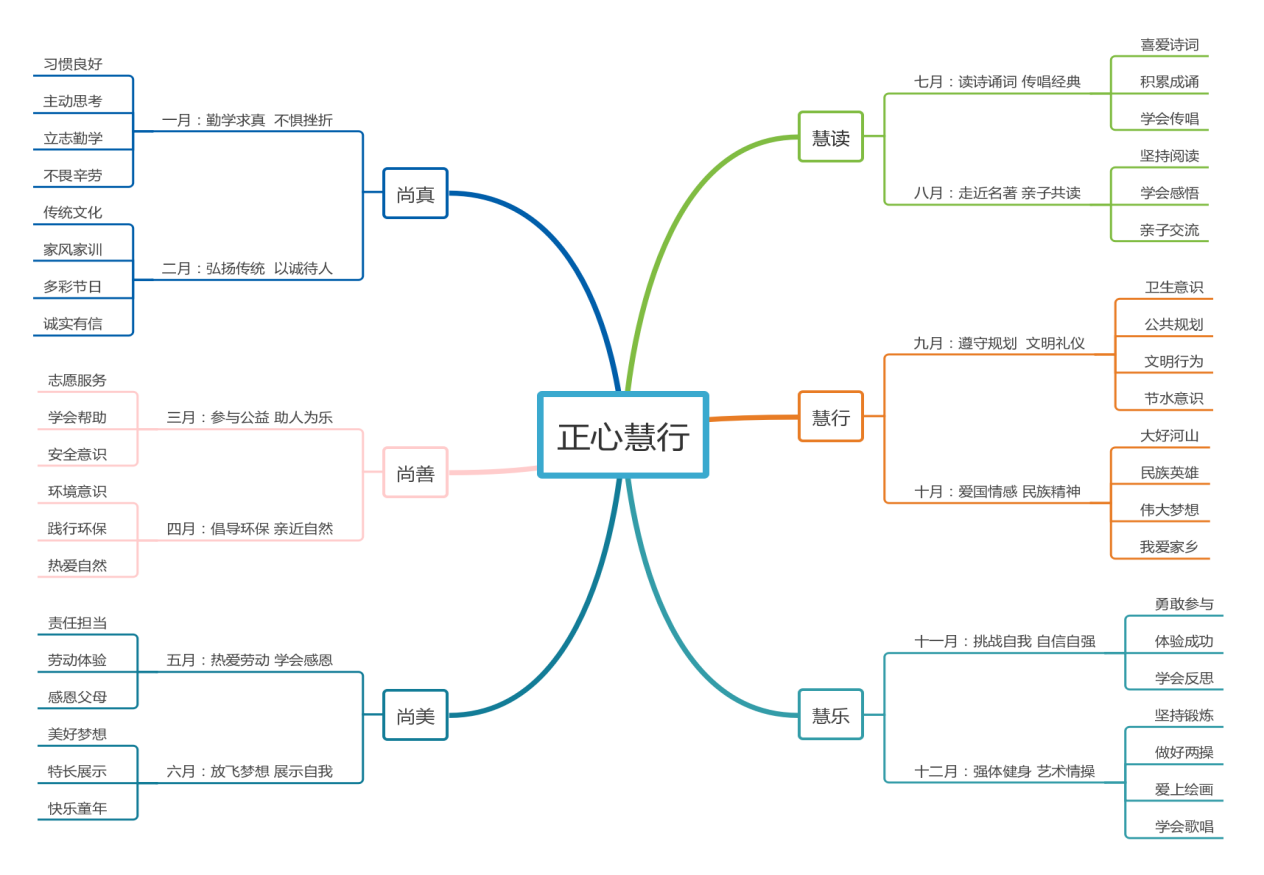 正心慧行
尚真
一月：勤学求真 不惧挫折
习惯良好
主动思考
立志勤学
不畏辛劳
二月：弘扬传统 以诚待人
传统文化
家风家训
多彩节日
诚实有信
尚善
三月：参与公益 助人为乐
志愿服务
学会帮助
安全意识
四月：倡导环保 亲近自然
环境意识
践行环保
热爱自然
尚美
五月：热爱劳动 学会感恩
责任担当
劳动体验
感恩父母
六月：放飞梦想 展示自我
美好梦想
特长展示
快乐童年
慧读
七月：读诗诵词 传唱经典
喜爱诗词
积累成诵
学会传唱
八月：走近名著 亲子共读
坚持阅读
学会感悟
亲子交流
慧行
九月：遵守规划 文明礼仪
卫生意识
公共规划
文明行为
节水意识
十月：爱国情感 民族精神
大好河山
民族英雄
伟大梦想
我爱家乡
慧乐
十一月：挑战自我 自信自强
勇敢参与
体验成功
学会反思
十二月：强体健身 艺术情操
坚持锻炼
做好两操
爱上绘画
学会歌唱